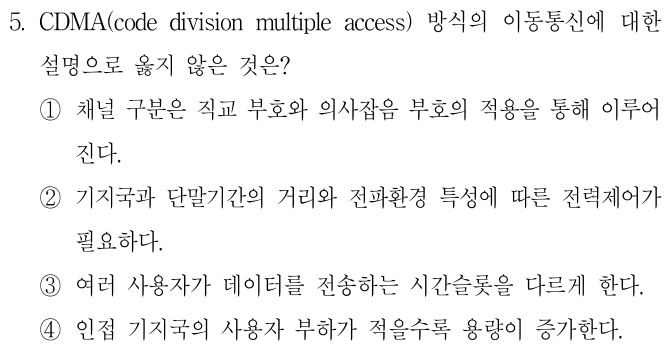 5. CDMA(code division multiple access) 방식의 이동통신에 대한
설명으로 옳지 않은 것은?
① 채널 구분은 직교 부호와 의사잡음 부호의 적용을 통해 이루어
진다.
② 기지국과 단말기간의 거리와 전파환경 특성에 따른 전력제어가
필요하다.
③ 여러 사용자가 데이터를 전송하는 시간슬롯을 다르게 한다.
④ 인접 기지국의 사용자 부하가 적을수록 용량이 증가한다.